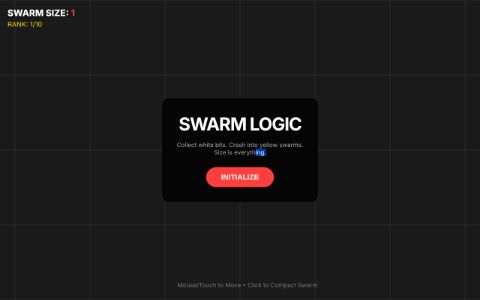 SWARM SIZE: 1
RANK: 1/10
SWARM LOGIC
Collect white bits. Crash into yellow swarms.
Size is everything.
INITIALIZE
Mouse/Touch to Move • Click to Compact Swarm